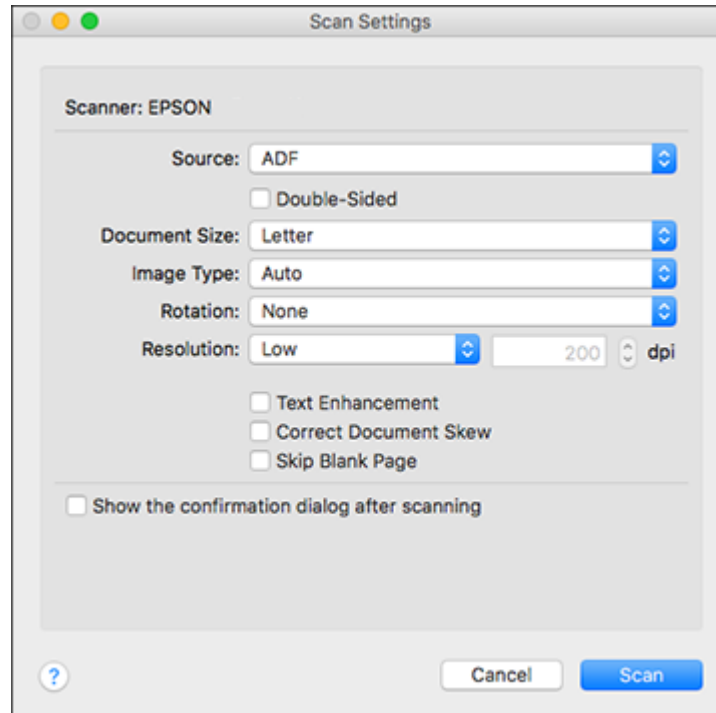 Scan Settings
Scanner: EPSON
Source: ADF
Double-Sided
Document Size: Letter
Image Type: Auto
Rotation: None
Resolution: Low 200 dpi
Text Enhancement
Correct Document Skew
Skip Blank Page
Show the confirmation dialog after scanning
? Cancel Scan